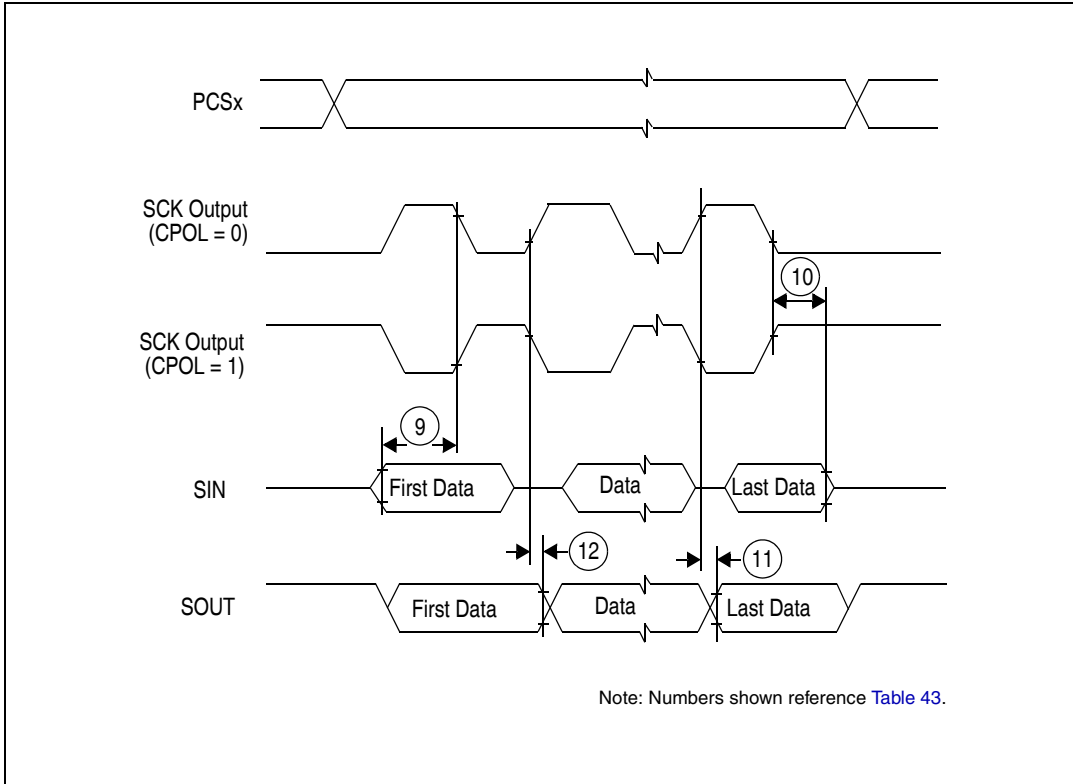 PCSx
SCK Output
(CPOL = 0)
10
SCK Output
(CPOL = 1)
9
SIN
First Data
Data
Last Data
12
11
SOUT
First Data
Data
Last Data
Note: Numbers shown reference Table 43.